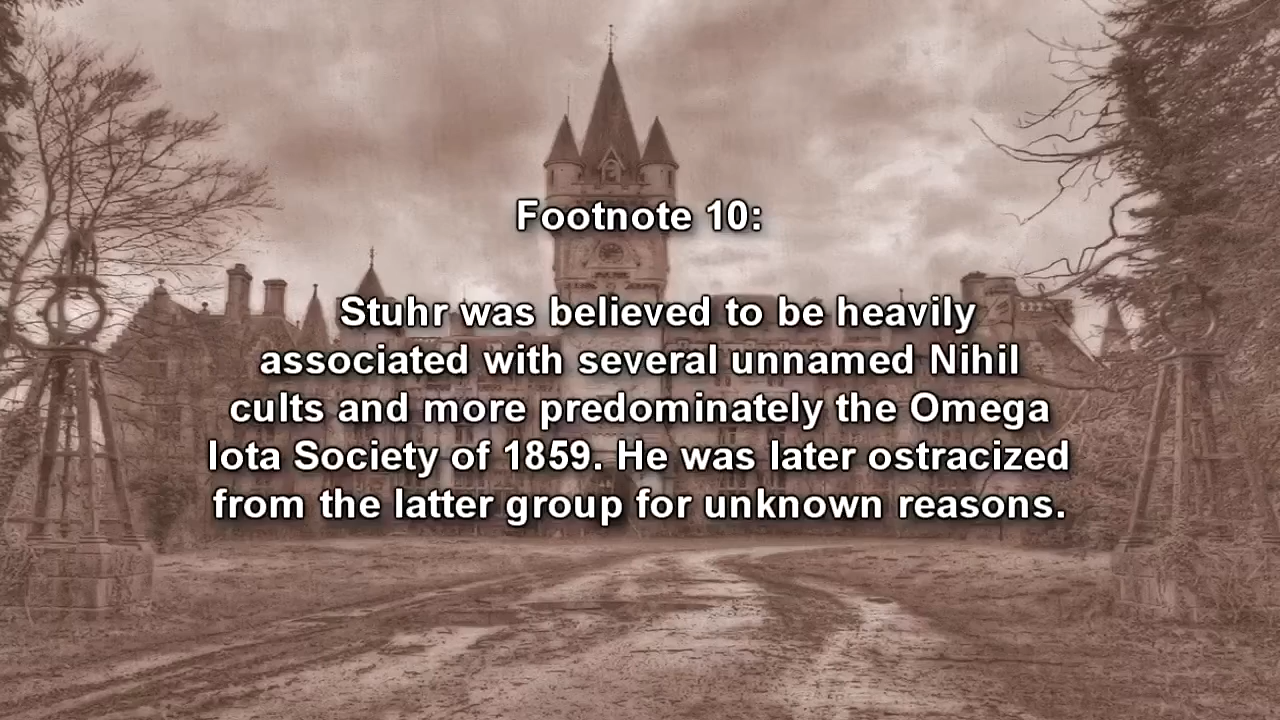 Footnote 10:
Stuhr was believed to be heavily
associated with several unnamed Nihil
cults and more predominately the Omega
Iota Society of 1859. He was later ostracized
from the latter group for unknown reasons.